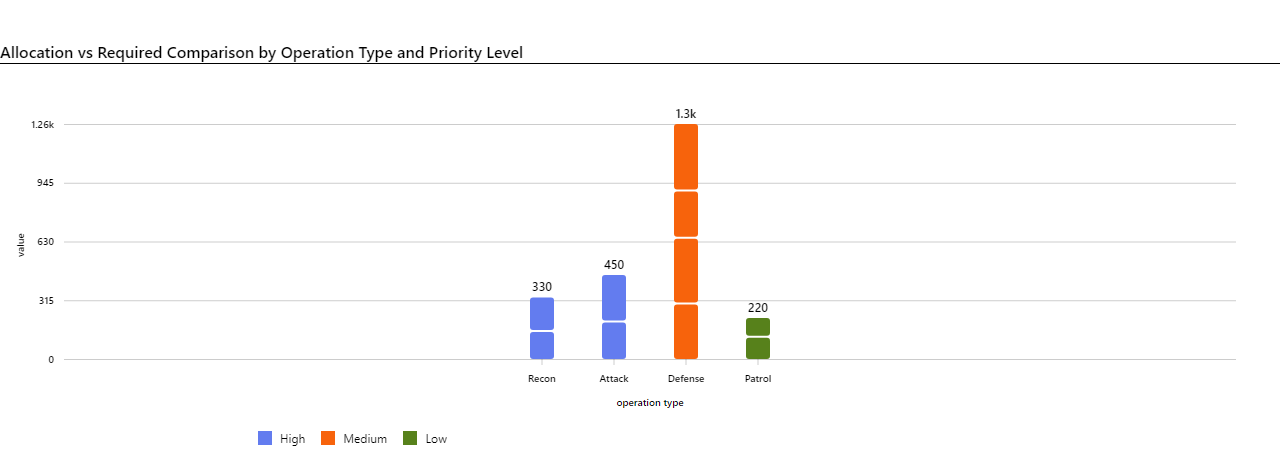 Allocation vs Required Comparison by Operation Type and Priority Level
1.3k
1.26k
945
450
630
value
330
315
220
0
Recon Attack Defense Patrol
operation type
High Medium Low